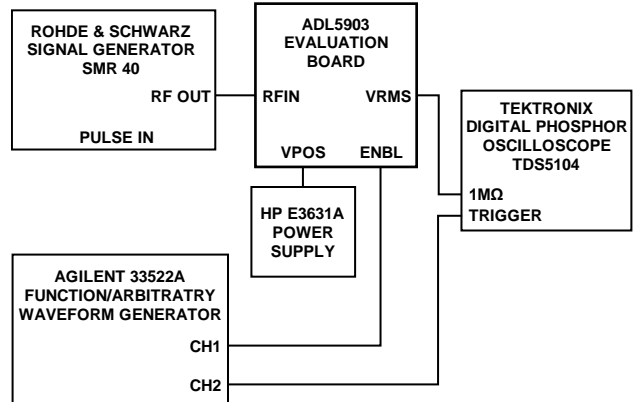 ROHDE & SCHWARZ
SIGNAL GENERATOR
SMR 40
RF OUT
PULSE IN
ADL5903
EVALUATION
BOARD
RFIN
VRMS
VPOS
ENBL
TEKTRONIX
DIGITAL PHOSPHOR
OSCILLOSCOPE
TDS5104
1MΩ
TRIGGER
HP E3631A
POWER
SUPPLY
AGILENT 33522A
FUNCTION/ARBITRATRY
WAVEFORM GENERATOR
CH1
CH2